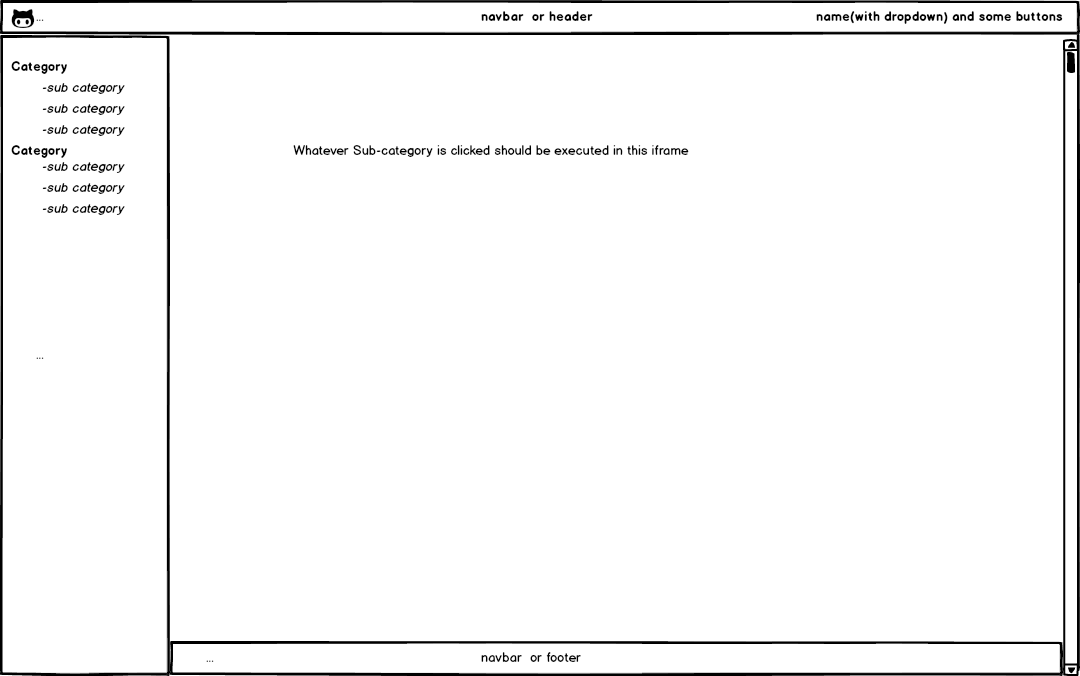 ... navbar or header name(with dropdown) and some buttons
Category
-sub category
-sub category
-sub category
Category
-sub category
-sub category
-sub category
Whatever Sub-category is clicked should be executed in this iframe
...
... navbar or footer